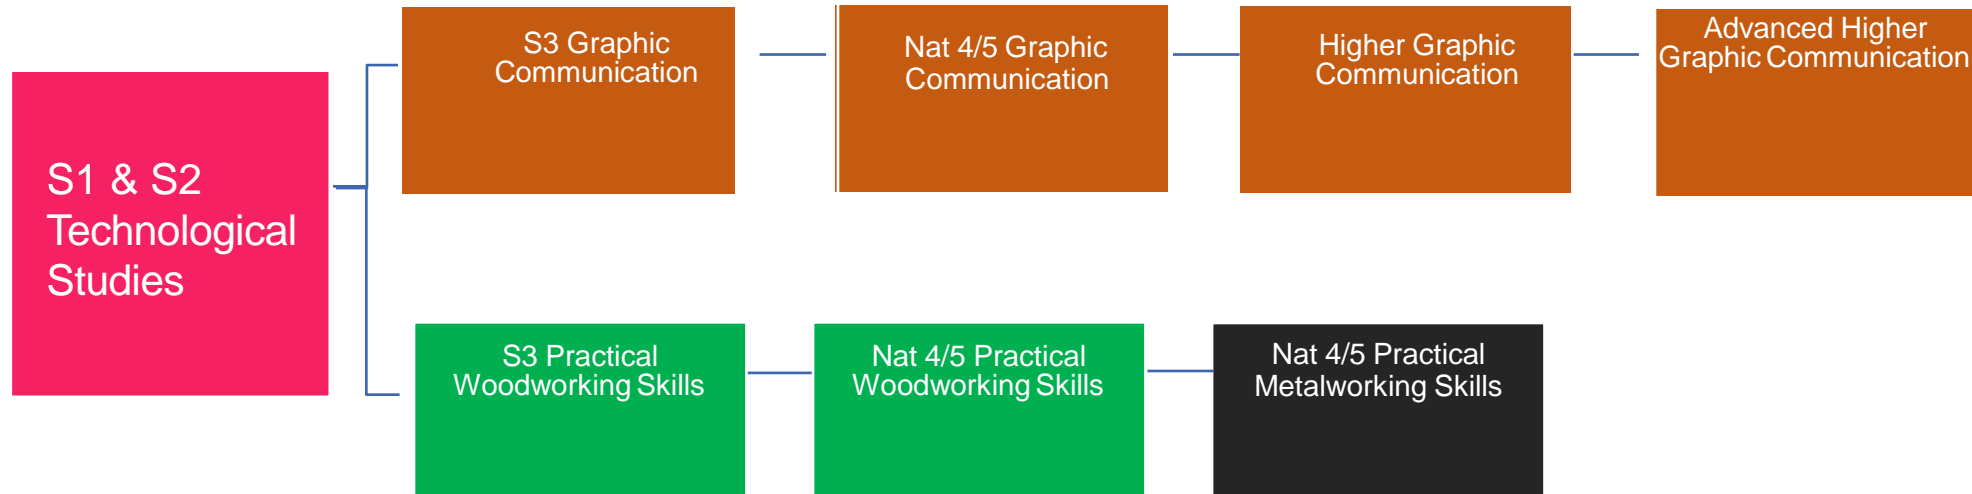 S1 & S2
Technological
Studies
S3 Graphic
Communication
Nat 4/5 Graphic
Communication
Higher Graphic
Communication
Advanced Higher
Graphic Communication
S3 Practical
Woodworking Skills
Nat 4/5 Practical
Woodworking Skills
Nat 4/5 Practical
Metalworking Skills